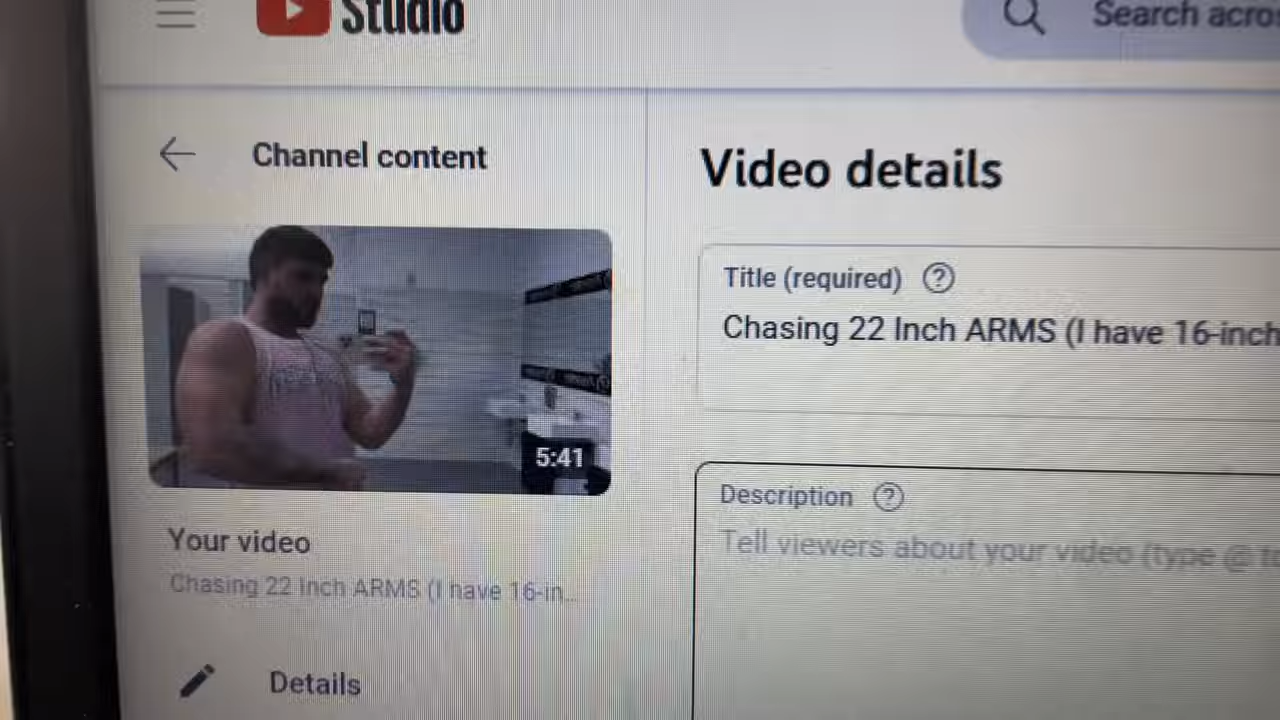 Studio
Search acro
Channel content
Video details
Title (required)
Chasing 22 Inch ARMS (I have 16-inch
5:41
Description
Tell viewers about your video (type @ to
Your video
Chasing 22 Inch ARMS (I have 16-in...
Details